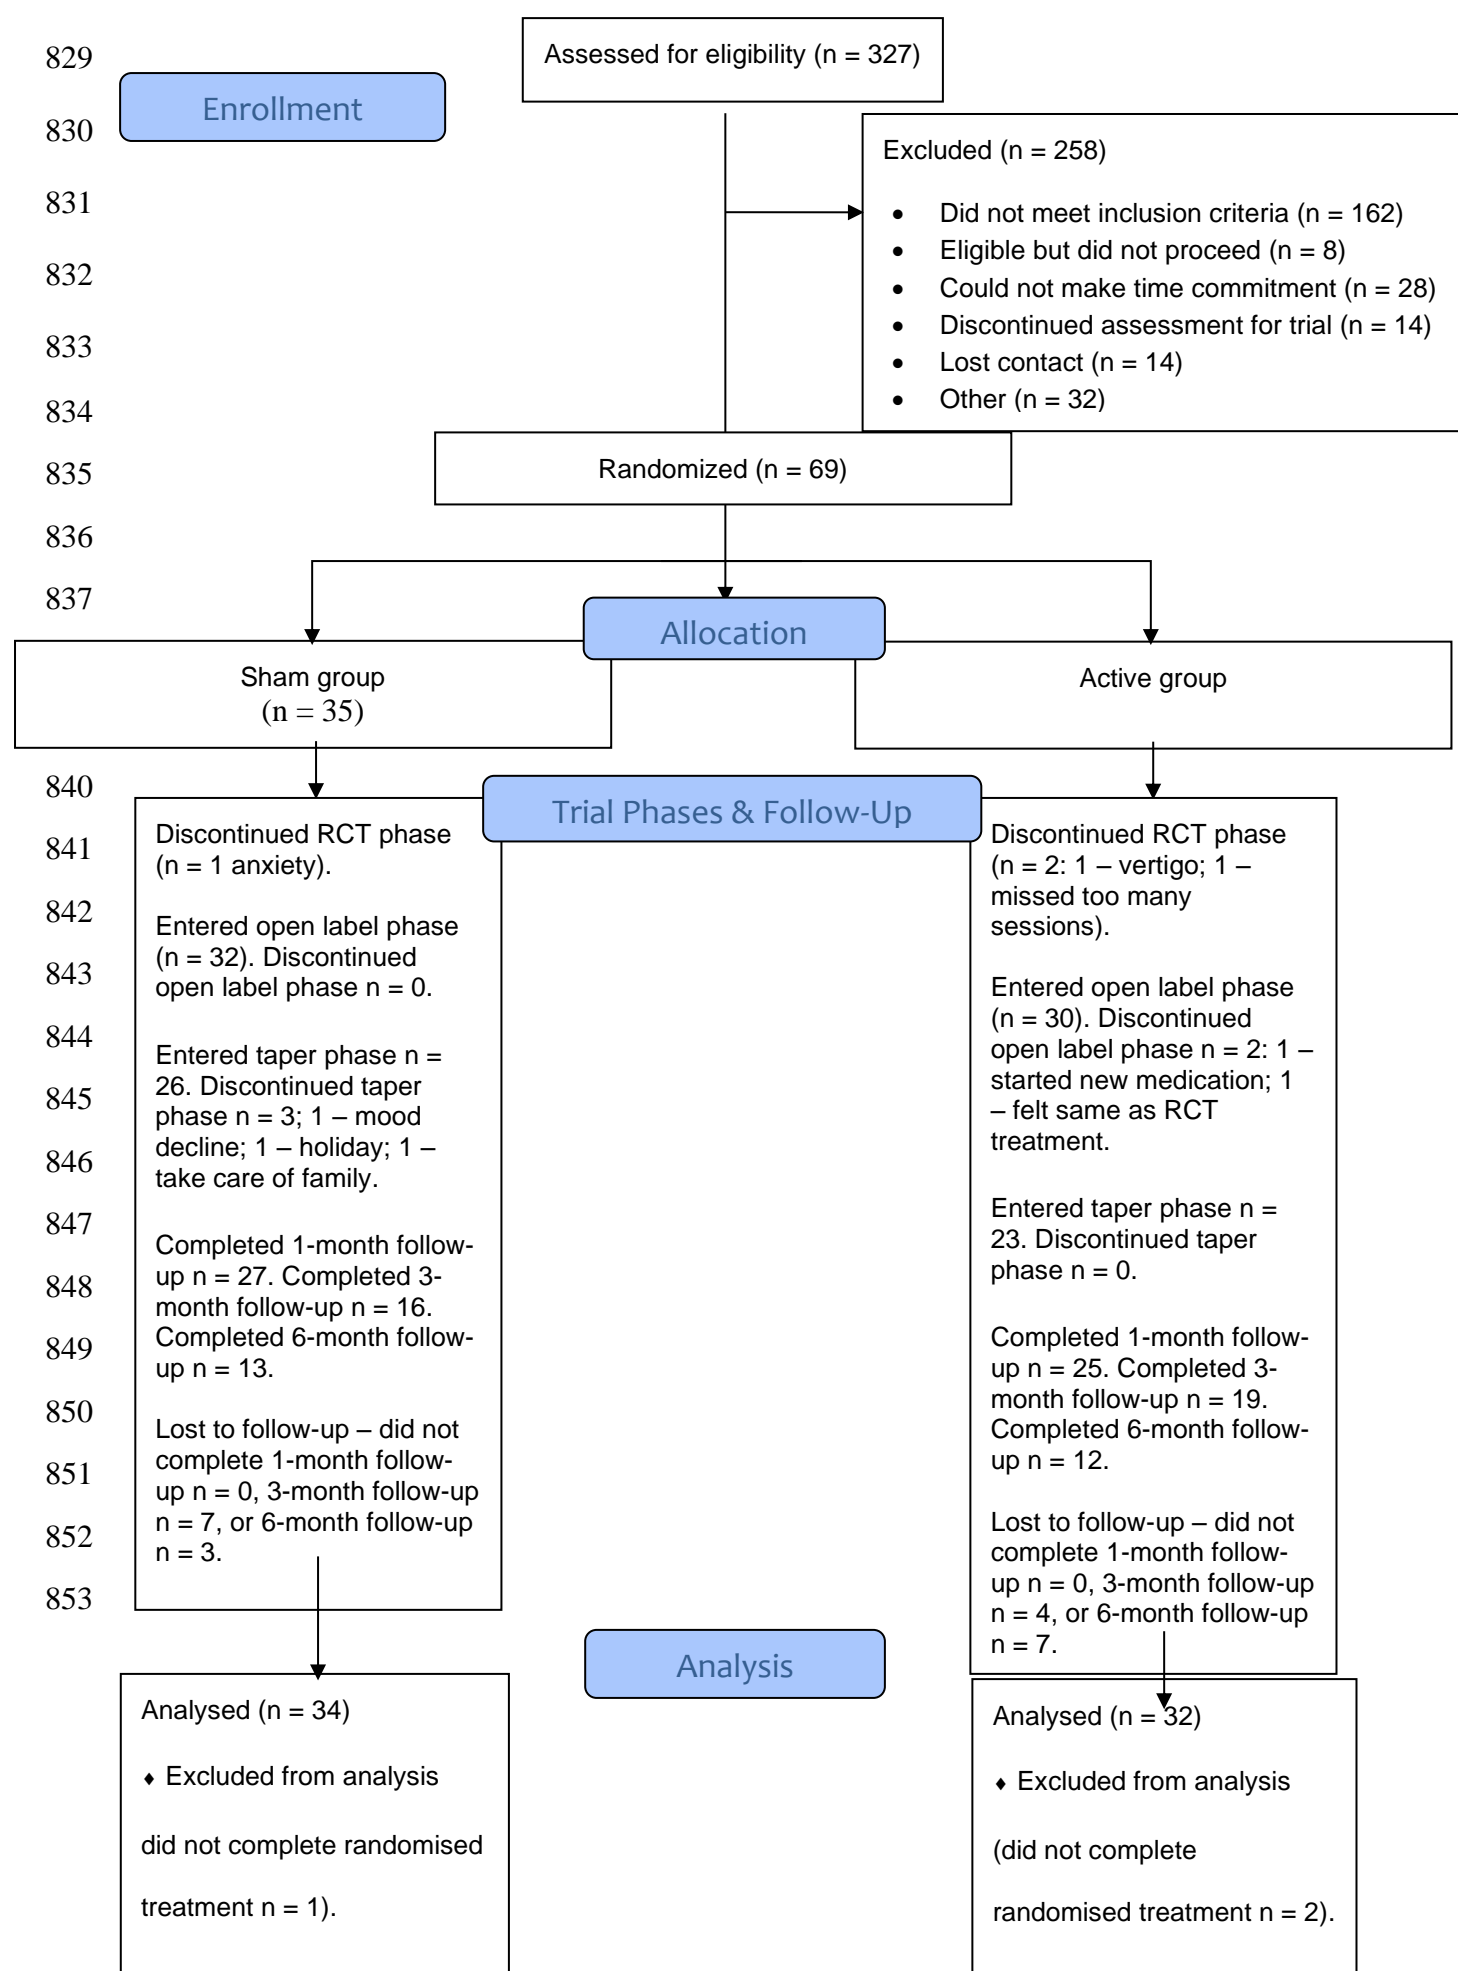 829
Assessed for eligibility (n = 327)
Enrollment
830
Excluded (n = 258)
831
• Did not meet inclusion criteria (n = 162)
• Eligible but did not proceed (n = 8)
832
• Could not make time commitment (n = 28)
• Discontinued assessment for trial (n = 14)
833
• Lost contact (n = 14)
• Other (n = 32)
834
Randomized (n = 69)
835
836
837
Allocation
Sham group
(n = 35)
Active group
Trial Phases & Follow-Up
840
841
842
843
844
845
846
847
848
849
850
851
852
853
Discontinued RCT phase
(n = 1 anxiety).
Entered open label phase
(n = 32). Discontinued
open label phase n = 0.
Entered taper phase n =
26. Discontinued taper
phase n = 3; 1 – mood
decline; 1 – holiday; 1 –
take care of family.
Completed 1-month follow-
up n = 27. Completed 3-
month follow-up n = 16.
Completed 6-month follow-
up n = 13.
Lost to follow-up – did not
complete 1-month follow-
up n = 0, 3-month follow-up
n = 7, or 6-month follow-up
n = 3.
Discontinued RCT phase
(n = 2: 1 – vertigo; 1 –
missed too many
sessions).
Entered open label phase
(n = 30). Discontinued
open label phase n = 2: 1 –
started new medication; 1
– felt same as RCT
treatment.
Entered taper phase n =
23. Discontinued taper
phase n = 0.
Completed 1-month follow-
up n = 25. Completed 3-
month follow-up n = 19.
Completed 6-month follow-
up n = 12.
Lost to follow-up – did not
complete 1-month follow-
up n = 0, 3-month follow-up
n = 4, or 6-month follow-up
n = 7.
Analysis
Analysed (n = 34)
♦ Excluded from analysis
did not complete randomised
treatment n = 1).
Analysed (n = 32)
♦ Excluded from analysis
(did not complete
randomised treatment n = 2).